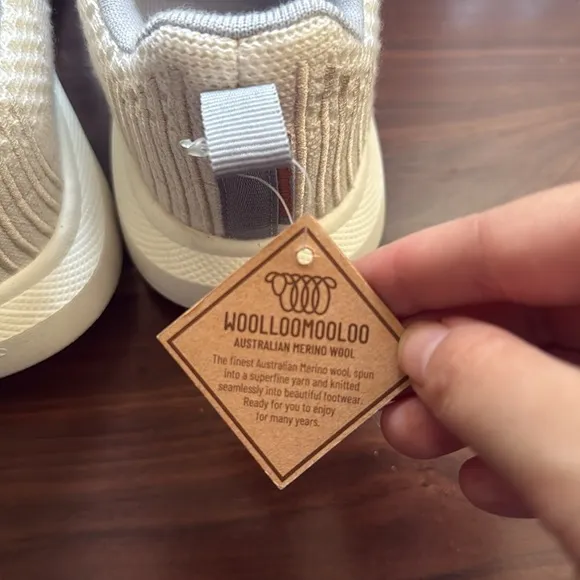 WOOLLOOMOOLOO
AUSTRALIAN MERINO WOOL
The finest Australian Merino wool, spun
into a superfine yarn and knitted
seamlessly into beautiful footwear.
Ready for you to enjoy
for many years.